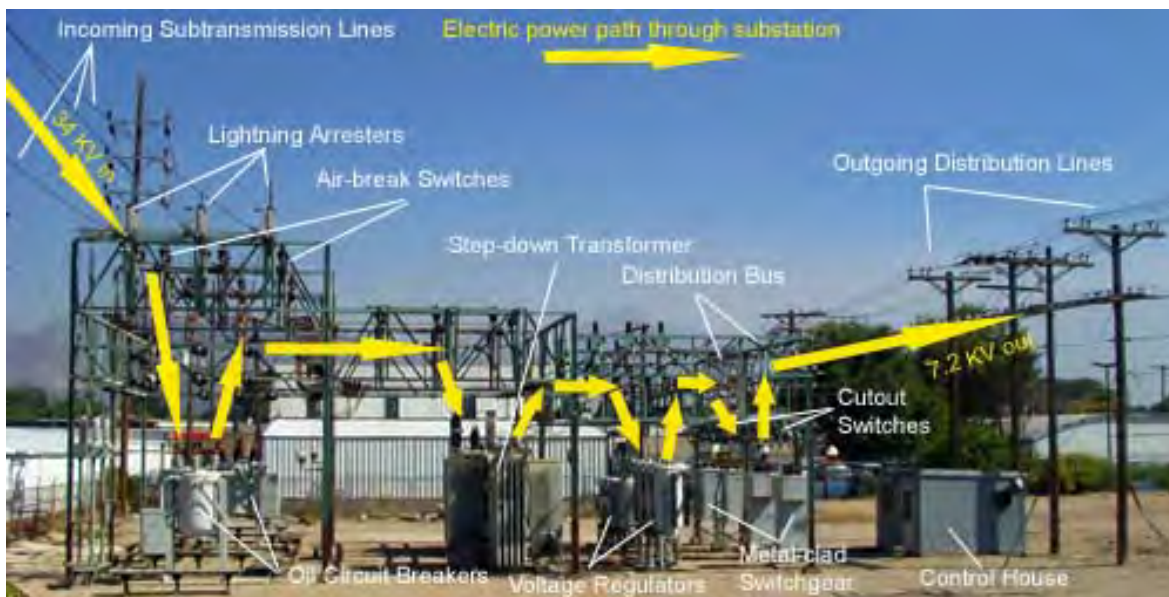 Incoming Subtransmission Lines
Electric power path through substation
34 KV in
Lightning Arresters
Air-break Switches
Outgoing Distribution Lines
Step-down Transformer
Distribution Bus
7.2 KV out
Cutout
Switches
Oil Circuit Breakers
Voltage Regulators
Metal-clad
Switchgear
Control House